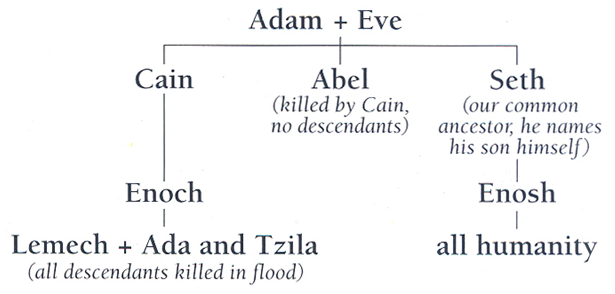 Adam + Eve
Cain
Abel
Seth
(killed by Cain,
no descendants)
(our common
ancestor, he names
his son himself)
Enoch
Enosh
Lemech + Ada and Tzila
all humanity
(all descendants killed in flood)